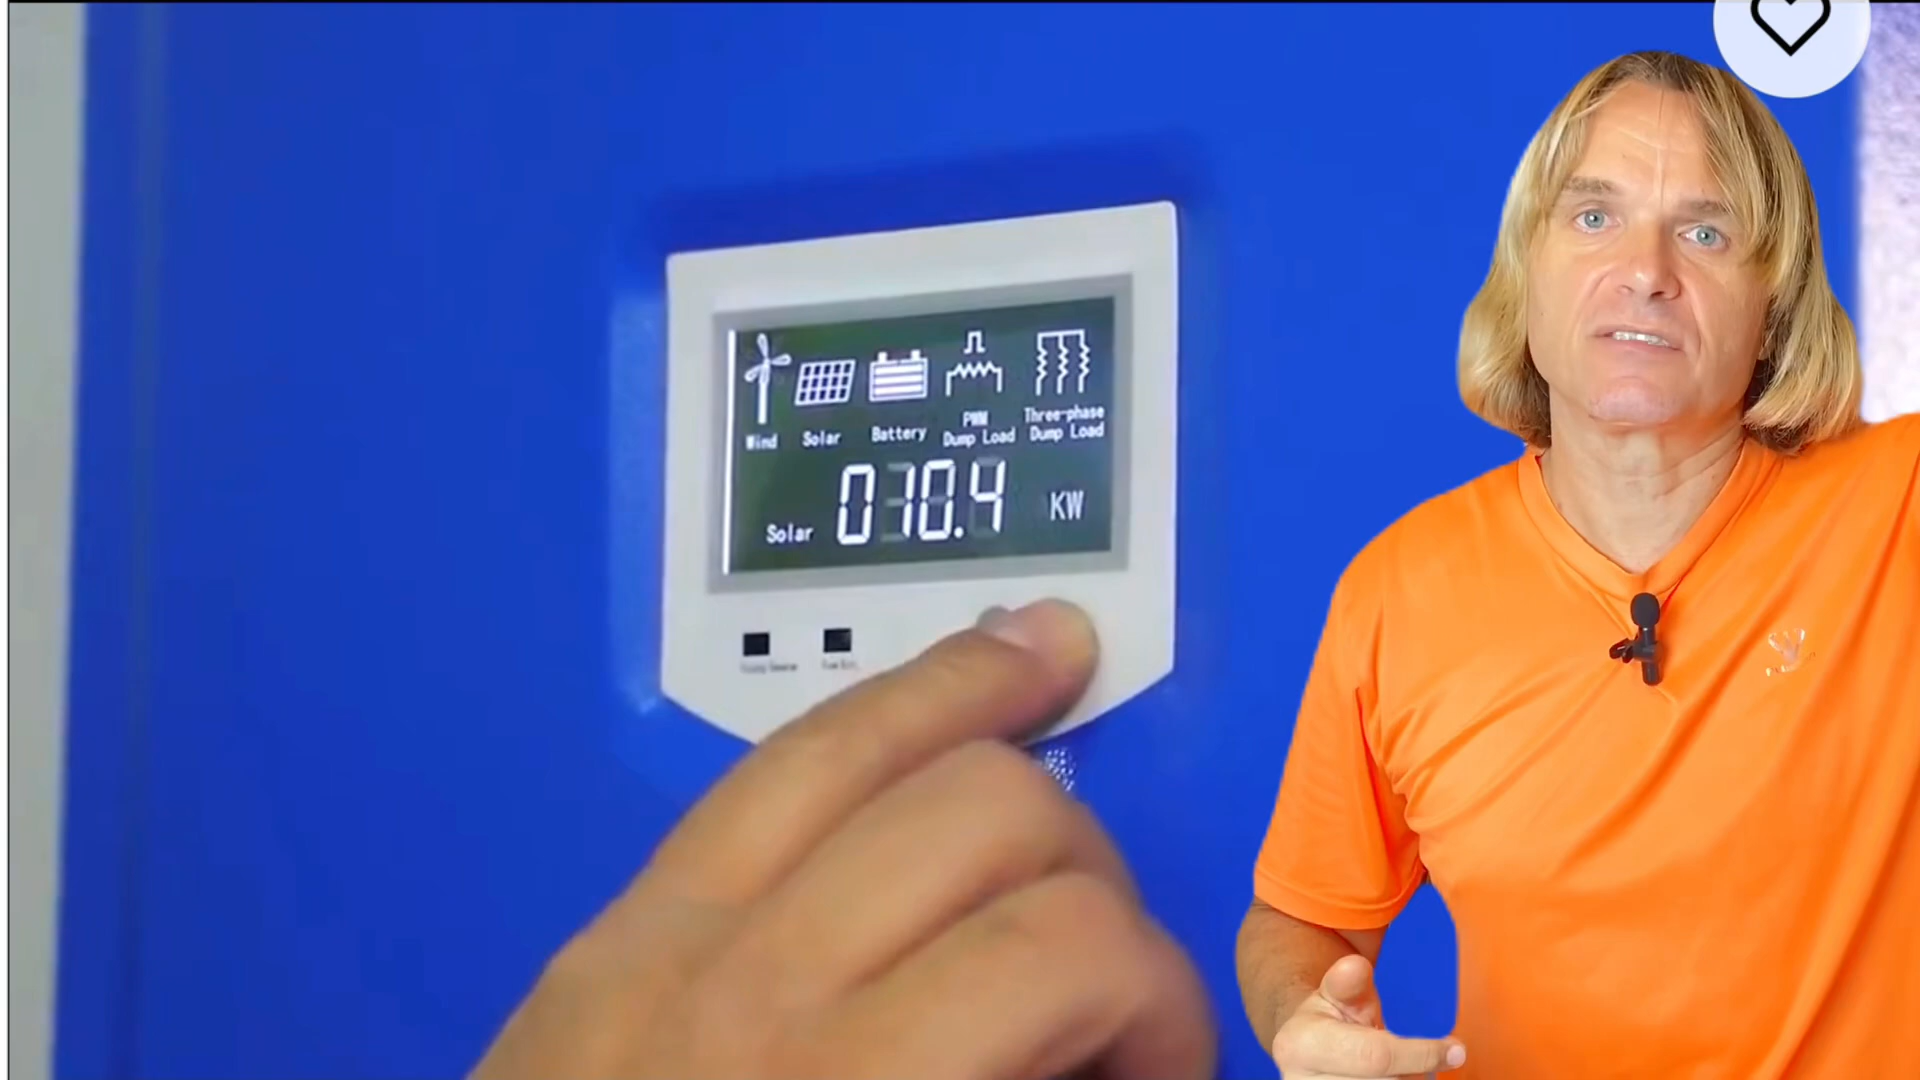 Wind Solar Battery PWM Dump Load Three-phase Dump Load
Solar 010.4 KW